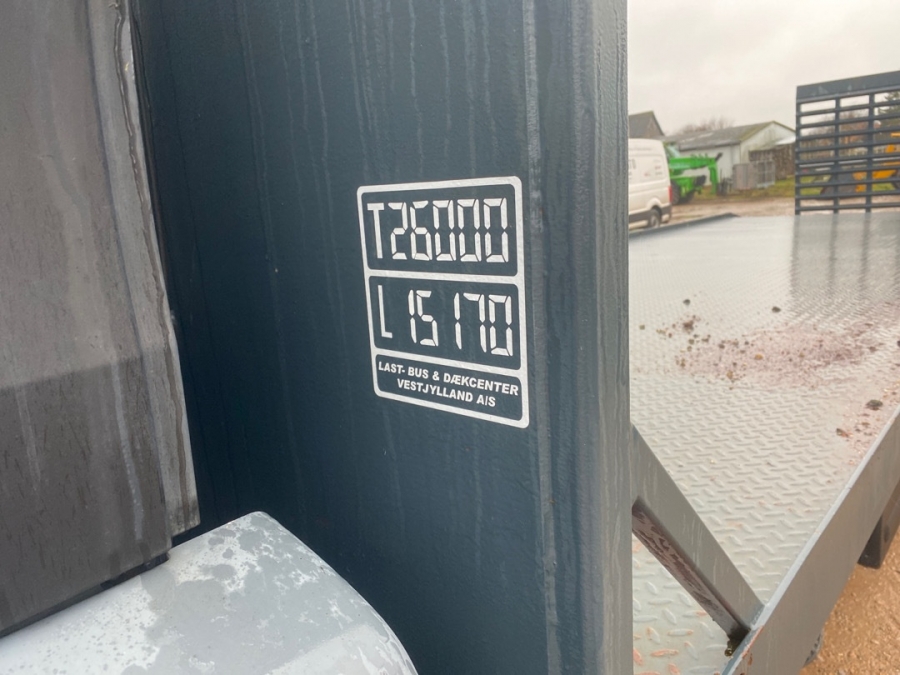 T26000
L 15170
LAST- BUS & DÆKCENTER
VESTJYLLAND A/S